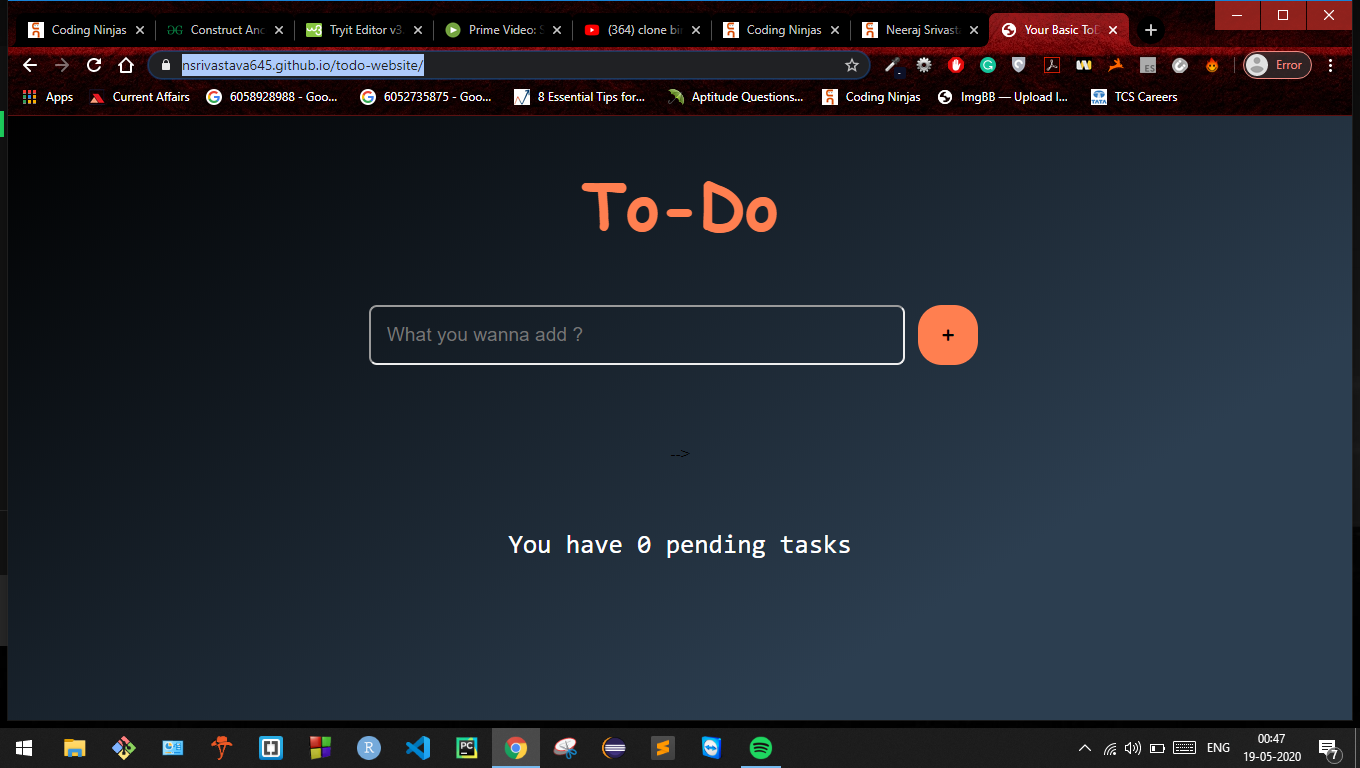 Coding Ninjas
Construct Anc
Tryit Editor v3.
Prime Video: S
(364) clone bi
Coding Ninjas
Neeraj Srivast
Your Basic ToD
nsrivastava645.github.io/todo-website/
Error
Apps
Current Affairs
6058928988 - Goo...
6052735875 - Goo...
8 Essential Tips for...
Aptitude Questions...
Coding Ninjas
ImgBB — Upload I...
TCS Careers
To-Do
What you wanna add ?
+
-->
You have 0 pending tasks
ENG
00:47
19-05-2020
7